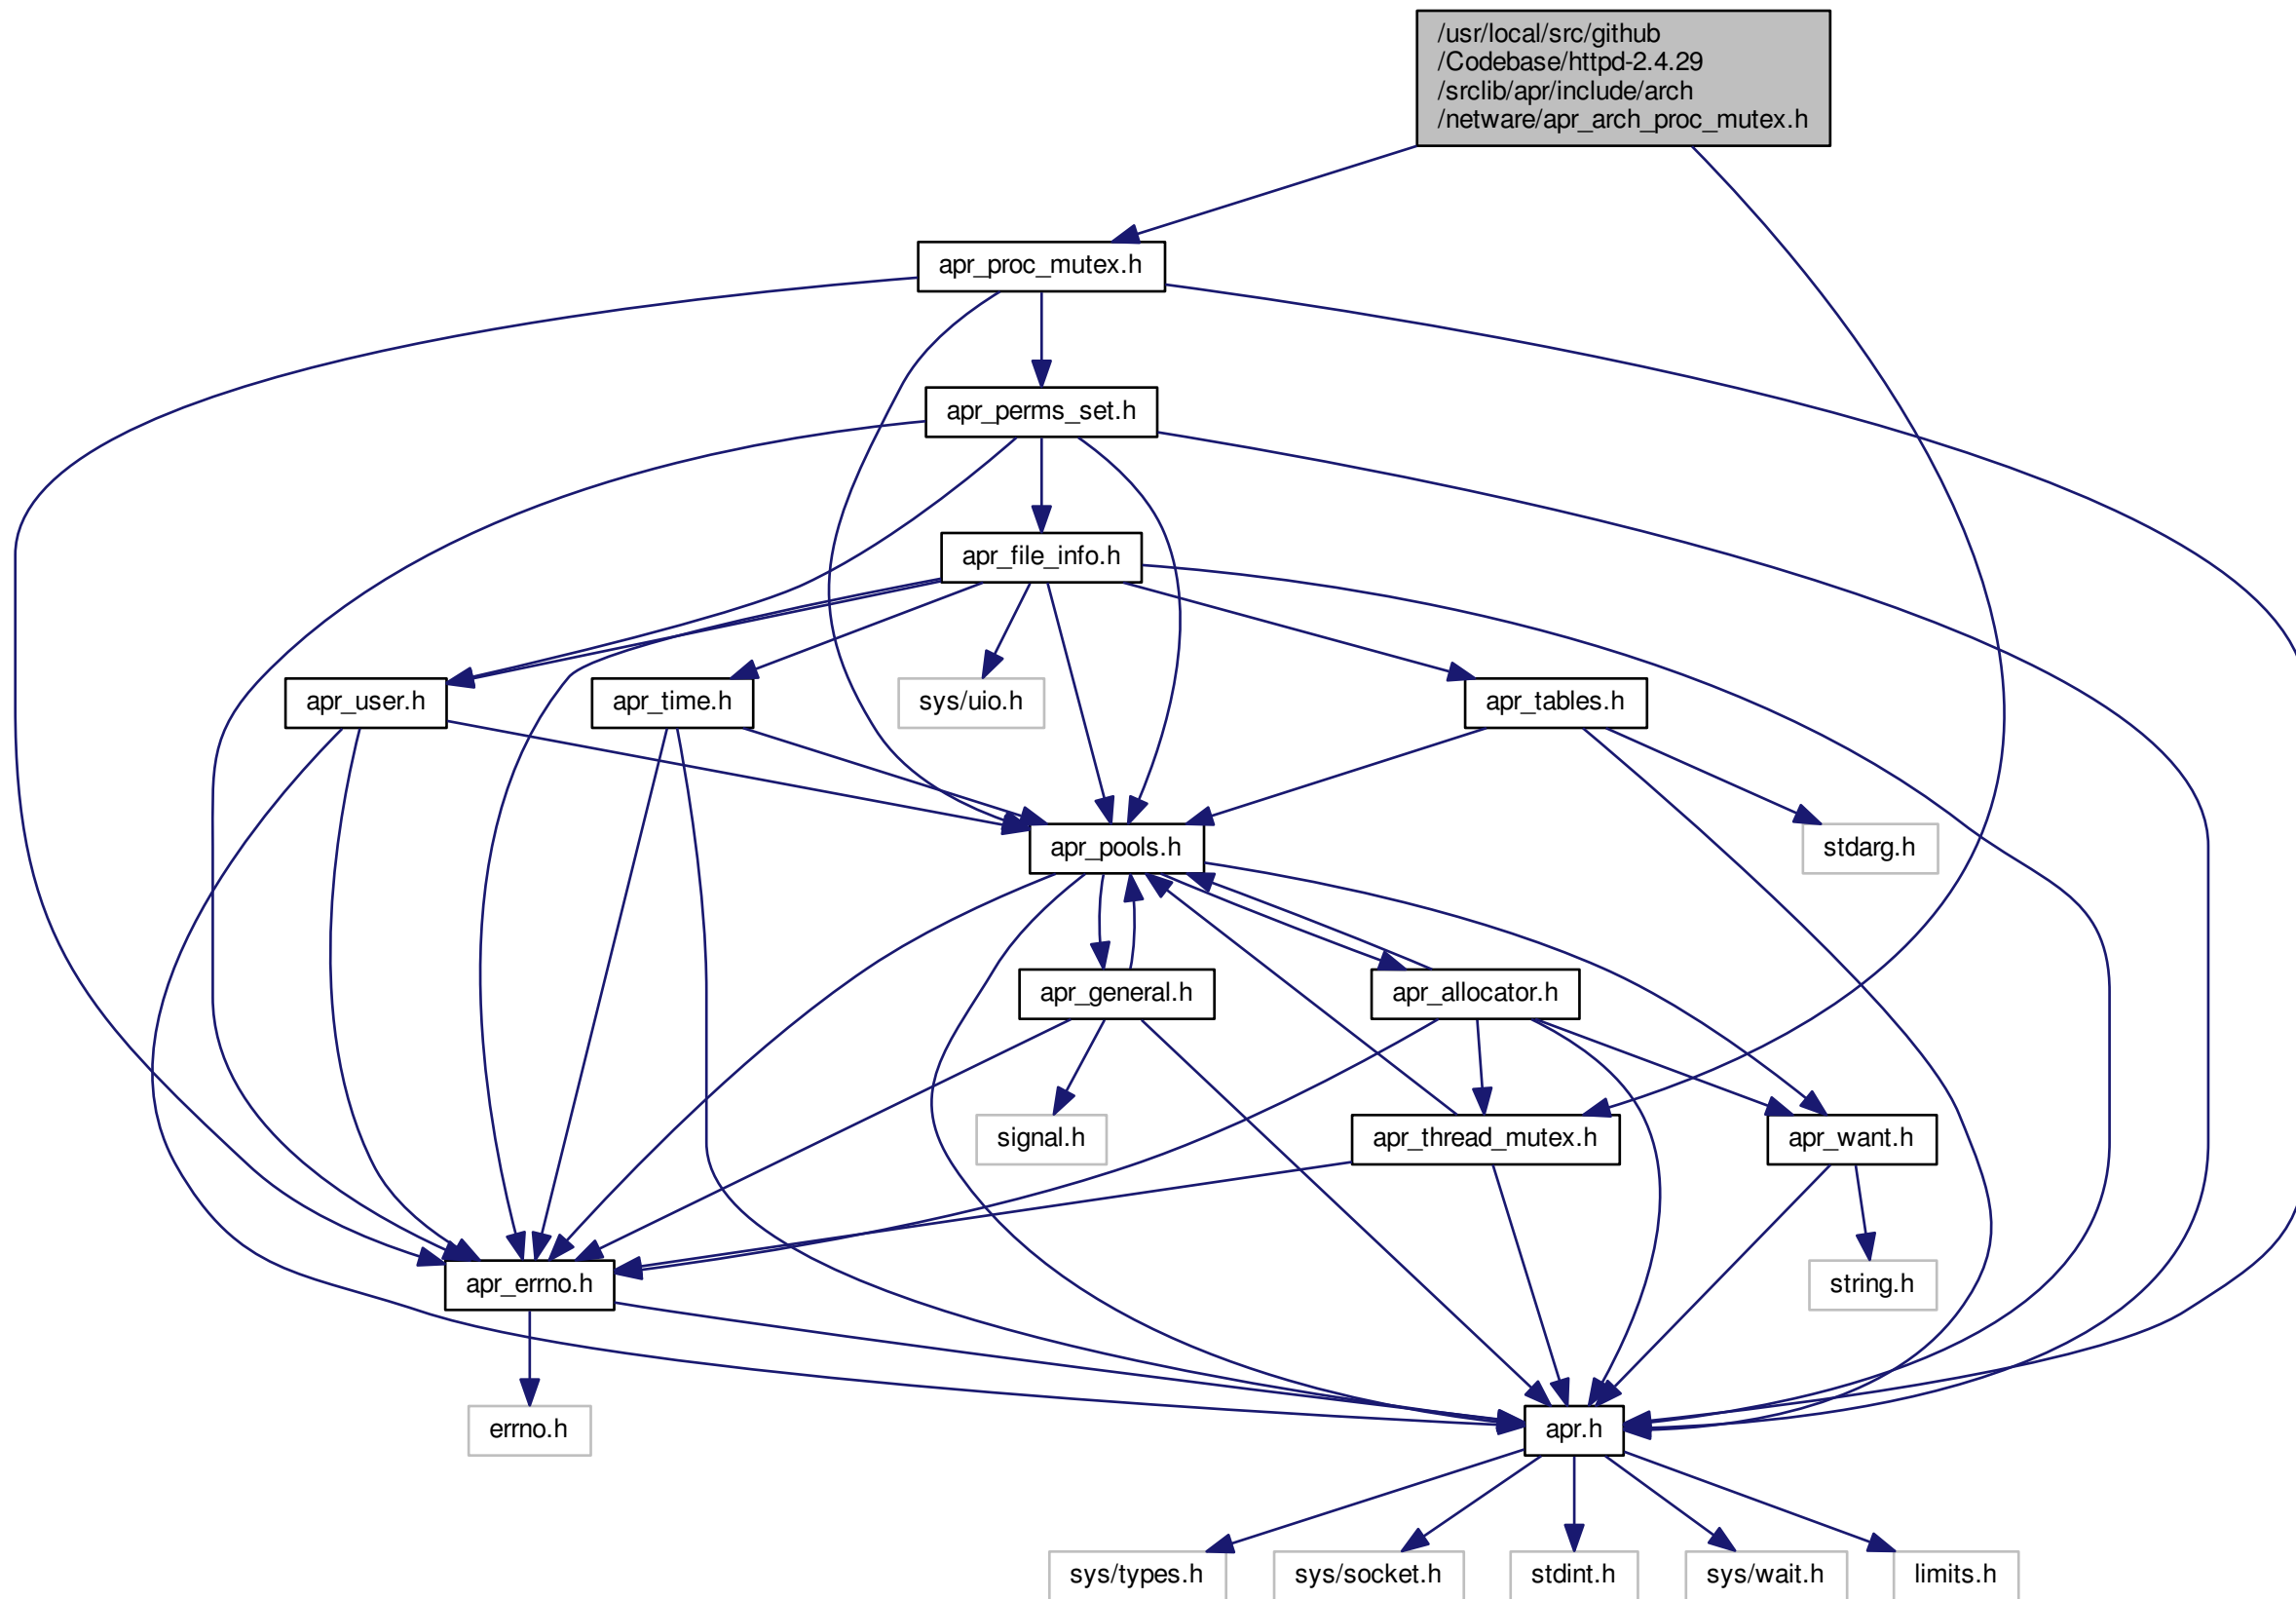 /usr/local/src/github
/Codebase/httpd-2.4.29
/srclib/apr/include/arch
/netware/apr_arch_proc_mutex.h
apr_proc_mutex.h
apr_perms_set.h
apr_file_info.h
apr_user.h
apr_time.h
sys/uio.h
apr_tables.h
apr_pools.h
stdarg.h
apr_general.h
apr_allocator.h
signal.h
apr_thread_mutex.h
apr_want.h
apr_errno.h
string.h
errno.h
apr.h
sys/types.h
sys/socket.h
stdint.h
sys/wait.h
limits.h